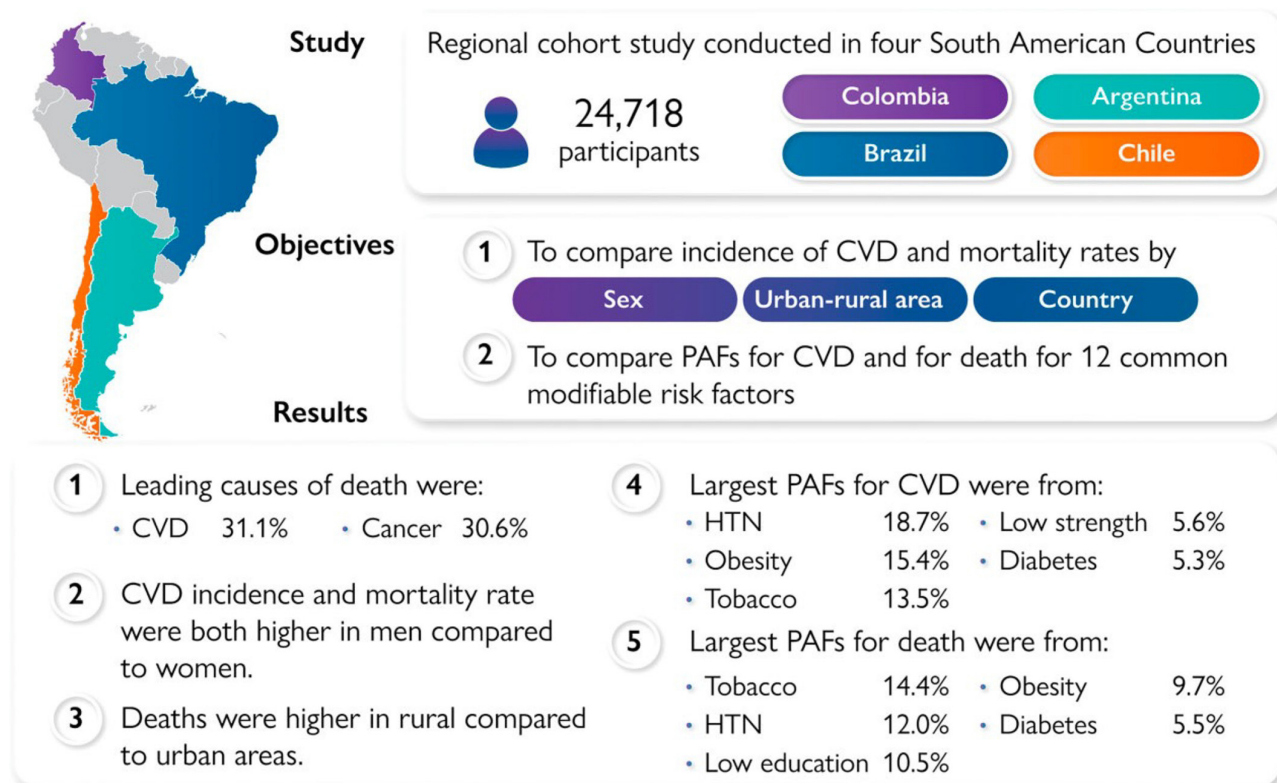 Study
Regional cohort study conducted in four South American Countries
24,718
participants
Colombia
Argentina
Brazil
Chile
Objectives
1
To compare incidence of CVD and mortality rates by
Sex
Urban-rural area
Country
2
To compare PAFs for CVD and for death for 12 common
modifiable risk factors
Results
1
Leading causes of death were:
• CVD 31.1% • Cancer 30.6%
2
CVD incidence and mortality rate
were both higher in men compared
to women.
3
Deaths were higher in rural compared
to urban areas.
4
Largest PAFs for CVD were from:
• HTN 18.7% • Low strength 5.6%
• Obesity 15.4% • Diabetes 5.3%
• Tobacco 13.5%
5
Largest PAFs for death were from:
• Tobacco 14.4% • Obesity 9.7%
• HTN 12.0% • Diabetes 5.5%
• Low education 10.5%